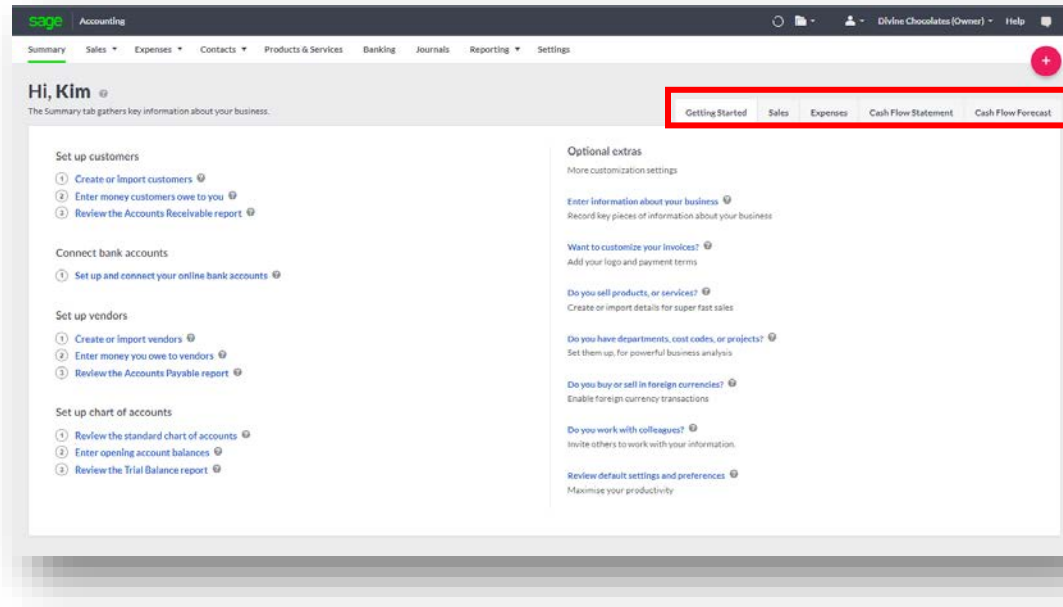 sage Accounting Divine Chocolates (Owner) Help
Summary Sales Expenses Contacts Products & Services Banking Journals Reporting Settings
+
Hi, Kim
The Summary tab gathers key information about your business.
Getting Started Sales Expenses Cash Flow Statement Cash Flow Forecast
Set up customers
1 Create or import customers ?
2 Enter money customers owe to you ?
3 Review the Accounts Receivable report ?
Connect bank accounts
1 Set up and connect your online bank accounts ?
Set up vendors
1 Create or import vendors ?
2 Enter money you owe to vendors ?
3 Review the Accounts Payable report ?
Set up chart of accounts
1 Review the standard chart of accounts ?
2 Enter opening account balances ?
3 Review the Trial Balance report ?
Optional extras
More customization settings
Enter information about your business ?
Record key pieces of information about your business
Want to customize your invoices? ?
Add your logo and payment terms
Do you sell products, or services? ?
Create or import details for super fast sales
Do you have departments, cost codes, or projects? ?
Set them up, for powerful business analysis
Do you buy or sell in foreign currencies? ?
Enable foreign currency transactions
Do you work with colleagues? ?
Invite others to work with your information.
Review default settings and preferences ?
Maximise your productivity